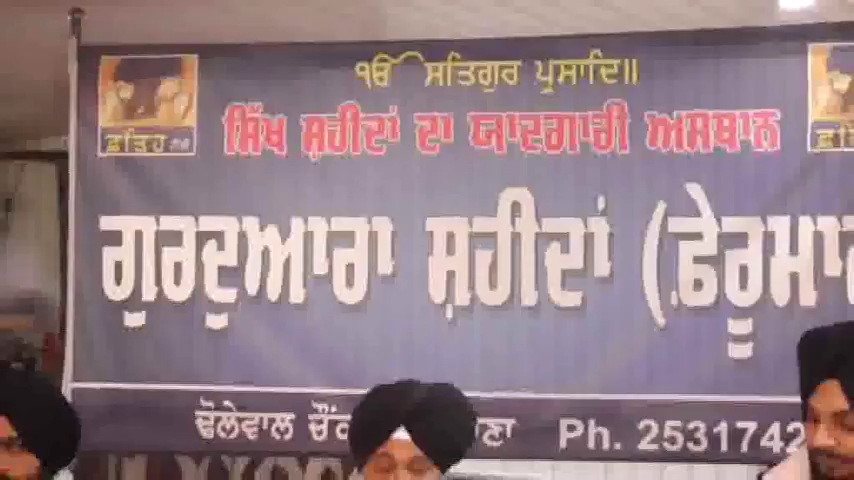 ੴ ਸਤਿਗੁਰ ਪ੍ਰਸਾਦਿ॥
ਸਿੱਖ ਸ਼ਹੀਦਾਂ ਦਾ ਯਾਦਗਾਰੀ ਅਸਥਾਨ
ਗੁਰਦੁਆਰਾ ਸ਼ਹੀਦਾਂ (ਫ਼ੇਰੂਮਾਨ
ਢੋਲੇਵਾਲ ਚੌਂਕ Ph. 2531742